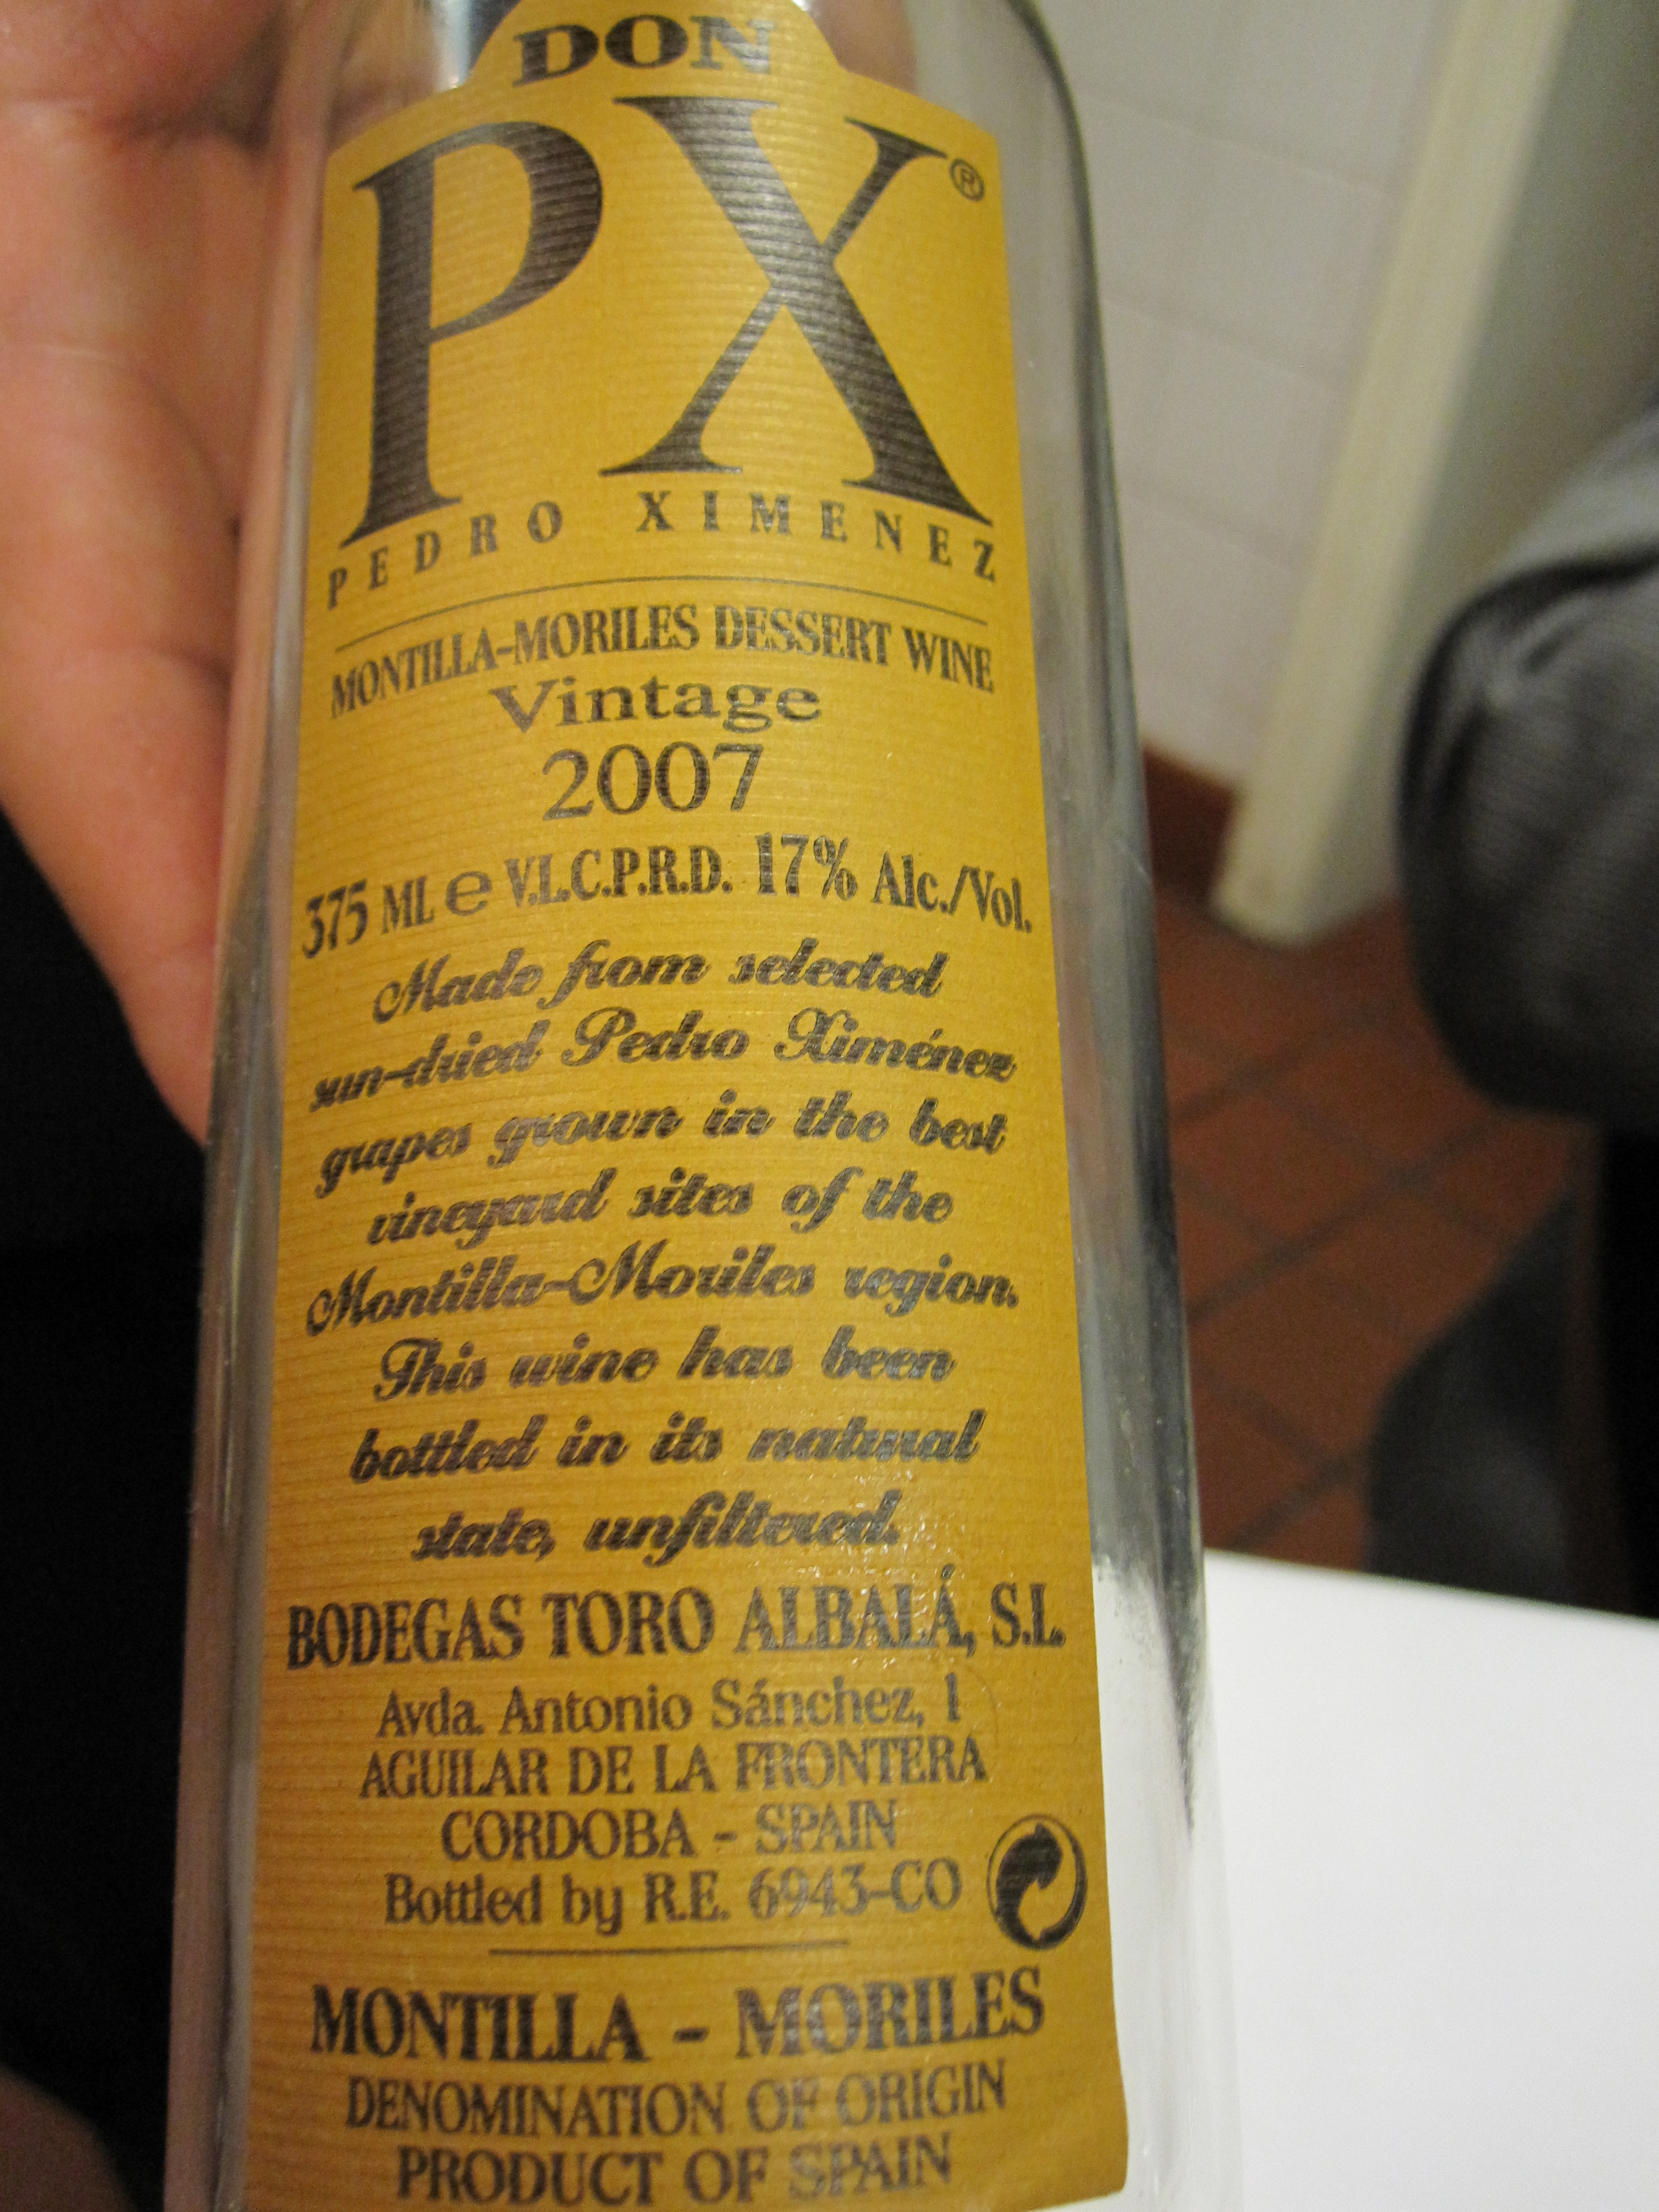 DON
PX®
PEDRO XIMENEZ
MONTILLA-MORILES DESSERT WINE
Vintage
2007
375 ML e V.L.C.P.R.D. 17% Alc./Vol.
Made from selected
sun-dried Pedro Ximénez
grapes grown in the best
vineyard sites of the
Montilla-Moriles region.
This wine has been
bottled in its natural
state, unfiltered.
BODEGAS TORO ALBALÁ, S.L.
Avda. Antonio Sánchez, 1
AGUILAR DE LA FRONTERA
CORDOBA - SPAIN
Bottled by R.E. 6943-CO
MONTILLA - MORILES
DENOMINATION OF ORIGIN
PRODUCT OF SPAIN